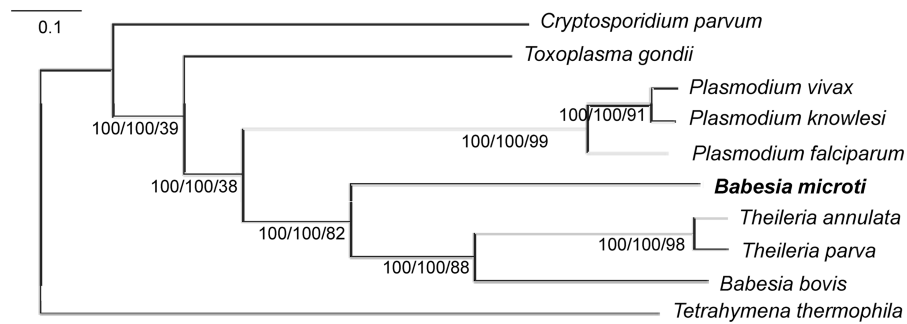 Cryptosporidium parvum
0.1
Toxoplasma gondii
Plasmodium vivax
100/100/91
Plasmodium knowlesi
100/100/39
100/100/99
Plasmodium falciparum
100/100/38
Babesia microti
Theileria annulata
100/100/82
100/100/98
Theileria parva
100/100/88
Babesia bovis
Tetrahymena thermophila